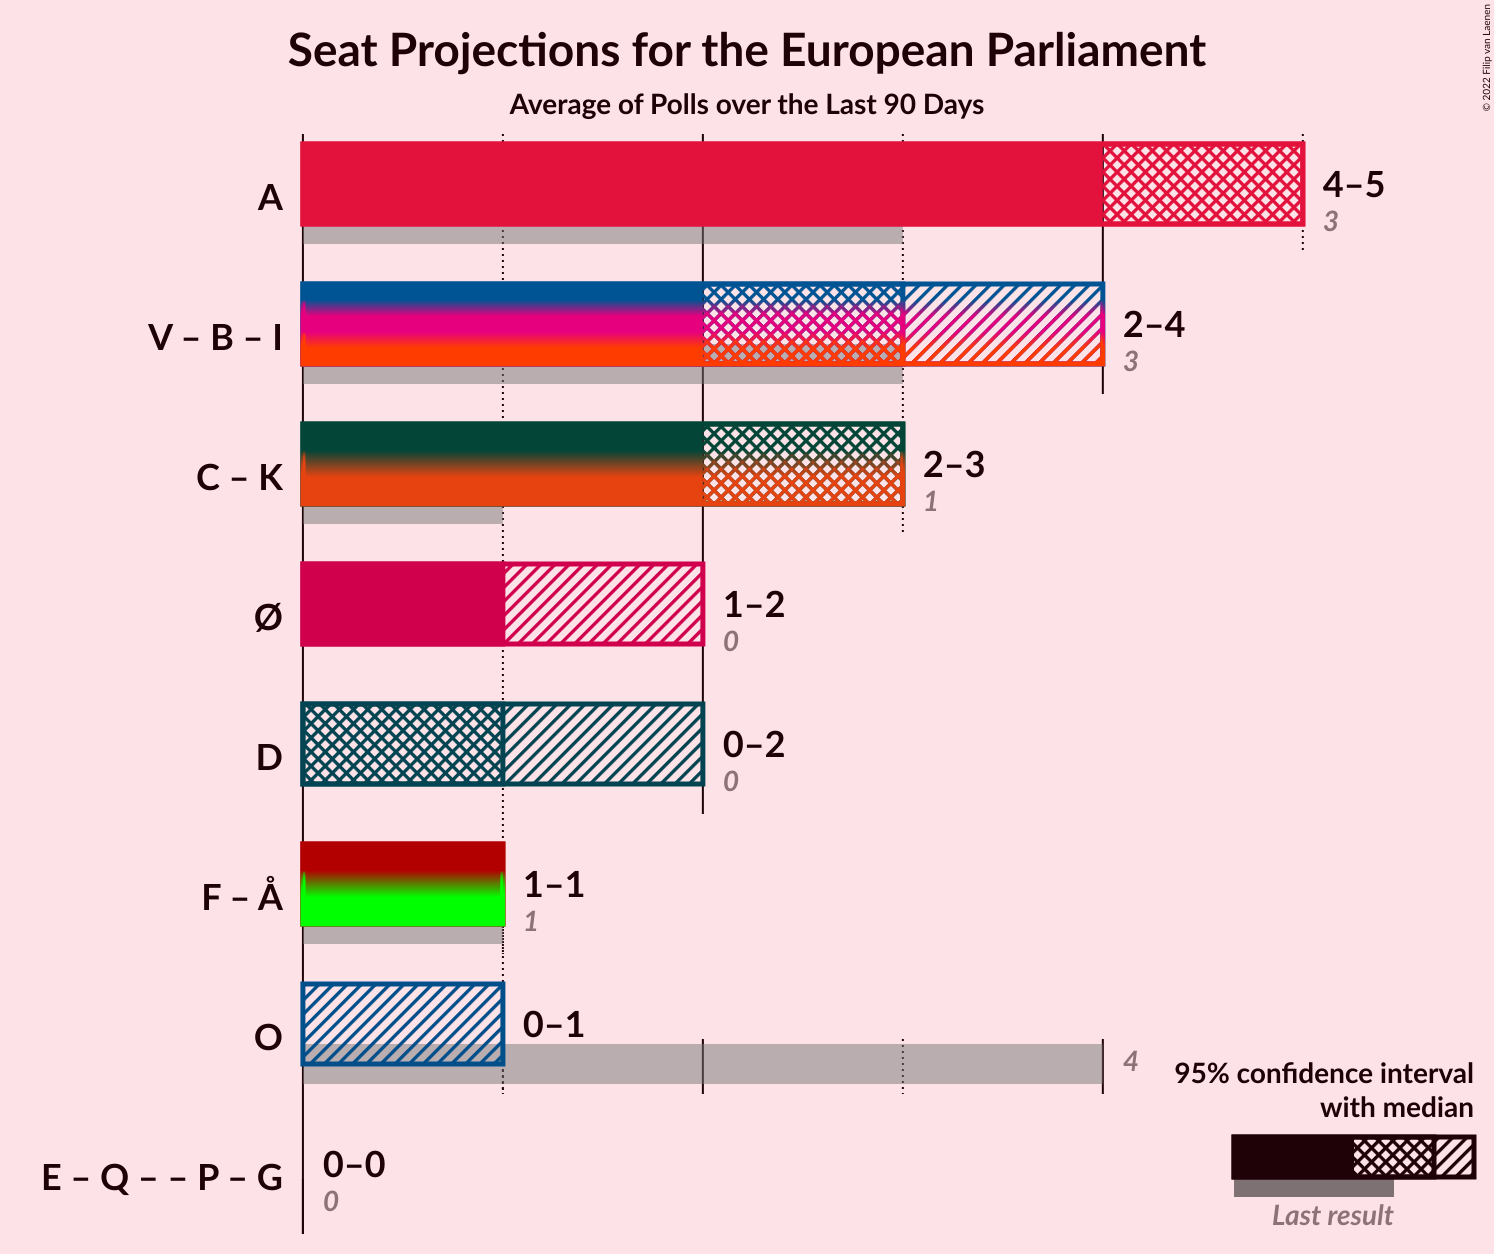 Seat Projections for the European Parliament
Average of Polls over the Last 90 Days
© 2022 Filip van Laenen
A
4–5
3
V – B – I
2–4
3
C – K
2–3
1
Ø
1–2
0
D
0–2
0
F – Å
1–1
1
O
0–1
4
E – Q – – P – G
0–0
0
95% confidence interval
with median
Last result